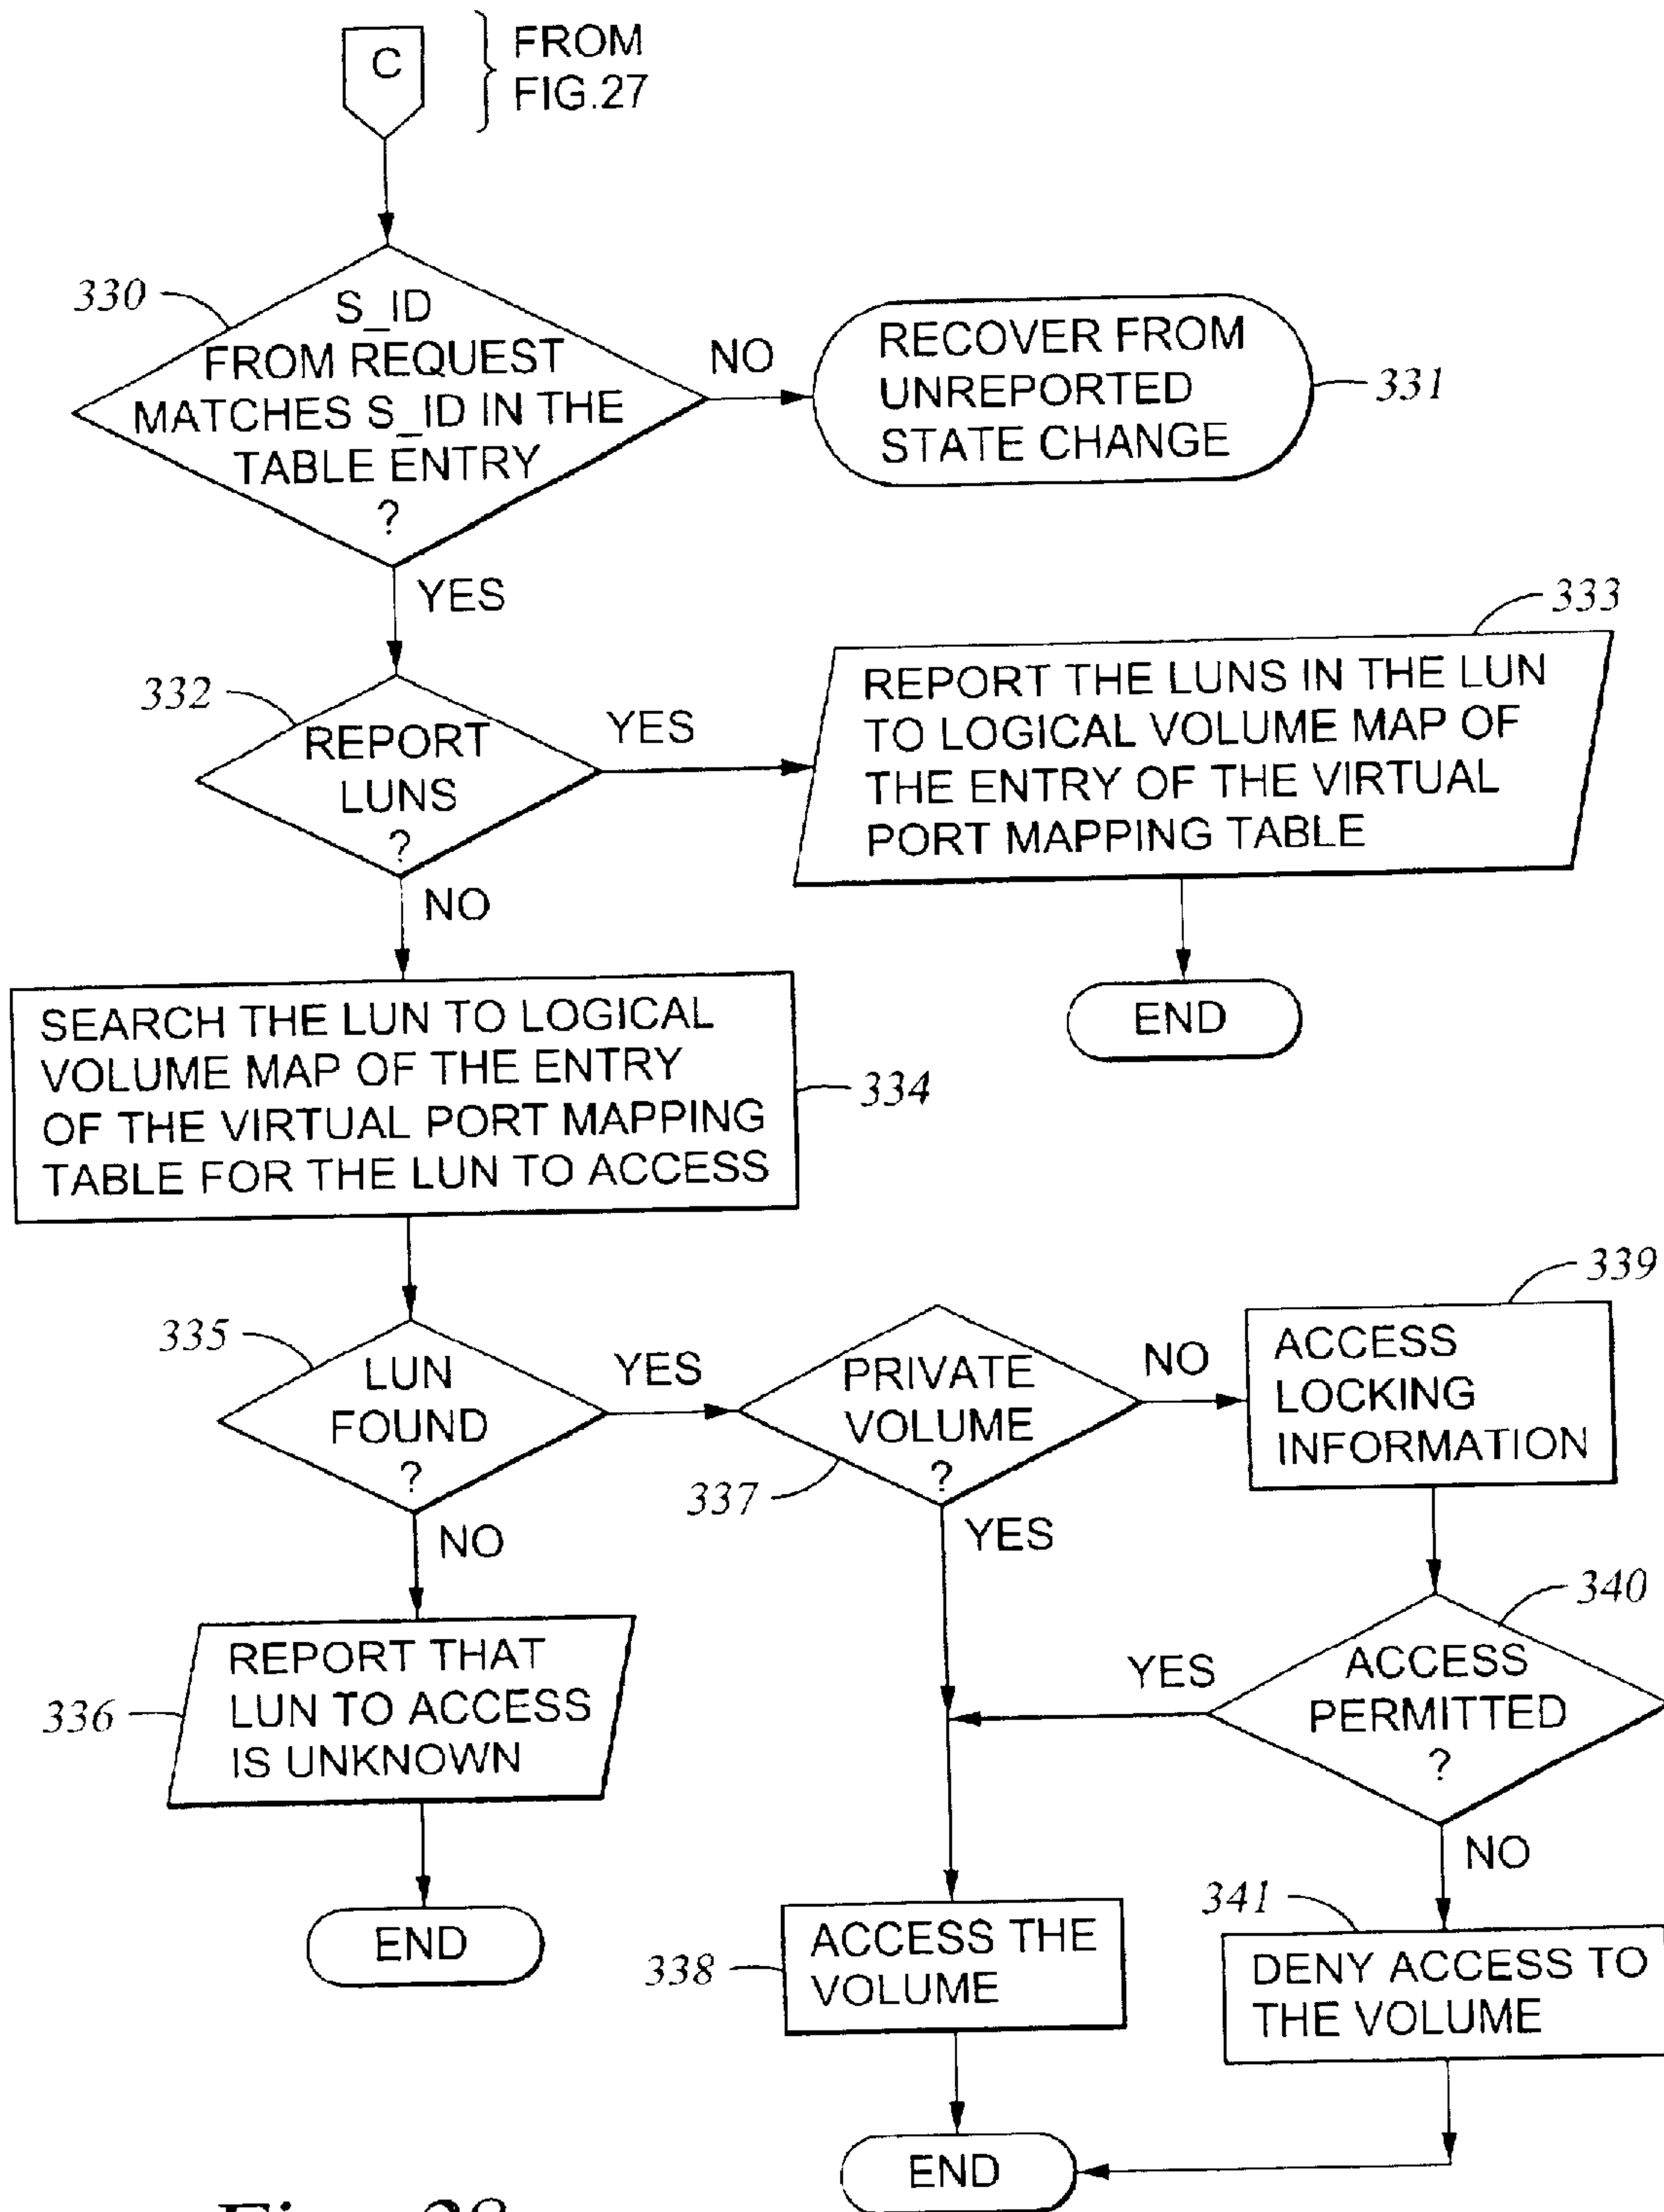 C
FROM
FIG.27
330
S_ID
FROM REQUEST
MATCHES S_ID IN THE
TABLE ENTRY
?
NO
RECOVER FROM
UNREPORTED
STATE CHANGE
331
YES
332
REPORT
LUNS
?
YES
333
REPORT THE LUNS IN THE LUN
TO LOGICAL VOLUME MAP OF
THE ENTRY OF THE VIRTUAL
PORT MAPPING TABLE
END
NO
SEARCH THE LUN TO LOGICAL
VOLUME MAP OF THE ENTRY
OF THE VIRTUAL PORT MAPPING
TABLE FOR THE LUN TO ACCESS
334
335
LUN
FOUND
?
YES
PRIVATE
VOLUME
?
337
NO
339
ACCESS
LOCKING
INFORMATION
NO
YES
336
REPORT THAT
LUN TO ACCESS
IS UNKNOWN
END
340
ACCESS
PERMITTED
?
YES
NO
338
ACCESS THE
VOLUME
341
DENY ACCESS TO
THE VOLUME
END
Fig. 28